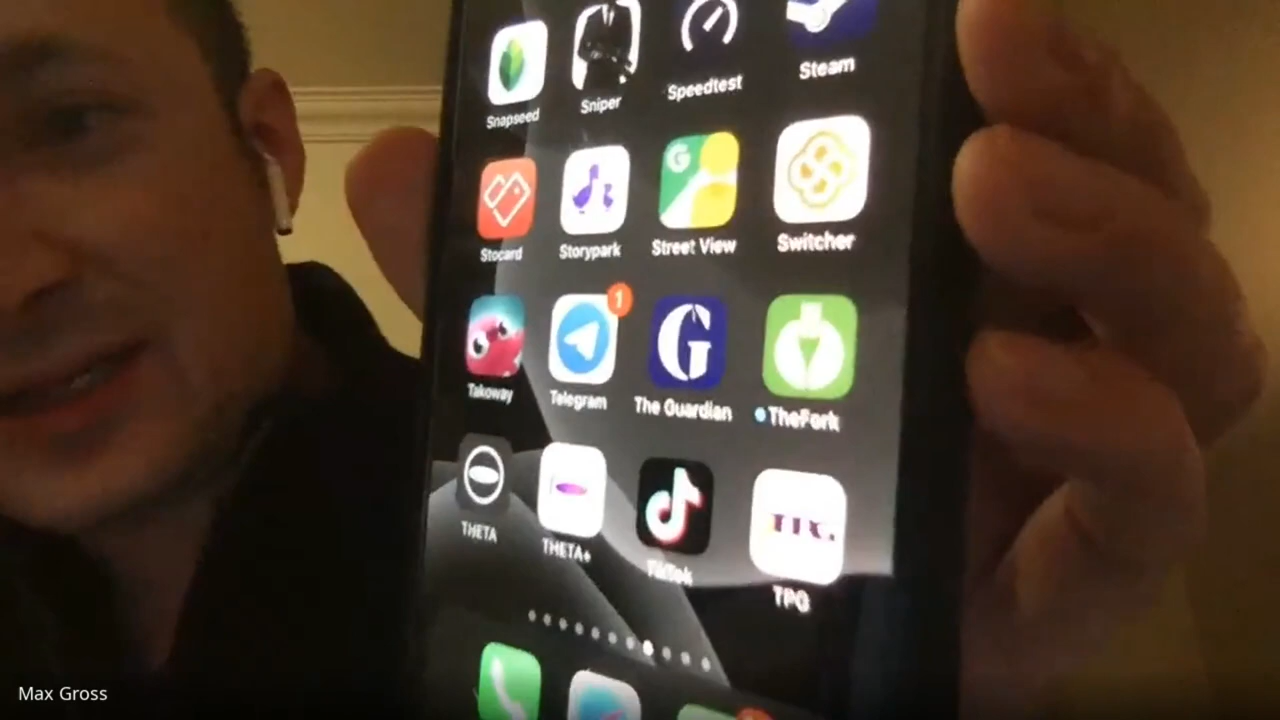 Snapseed
Sniper
Speedtest
Steam
G
Stocard
Storypark
Street View
Switcher
1
G
Takoway
Telegram
The Guardian
TheFork
TPG
THETA
THETA+
TikTok
TPG
Max Gross